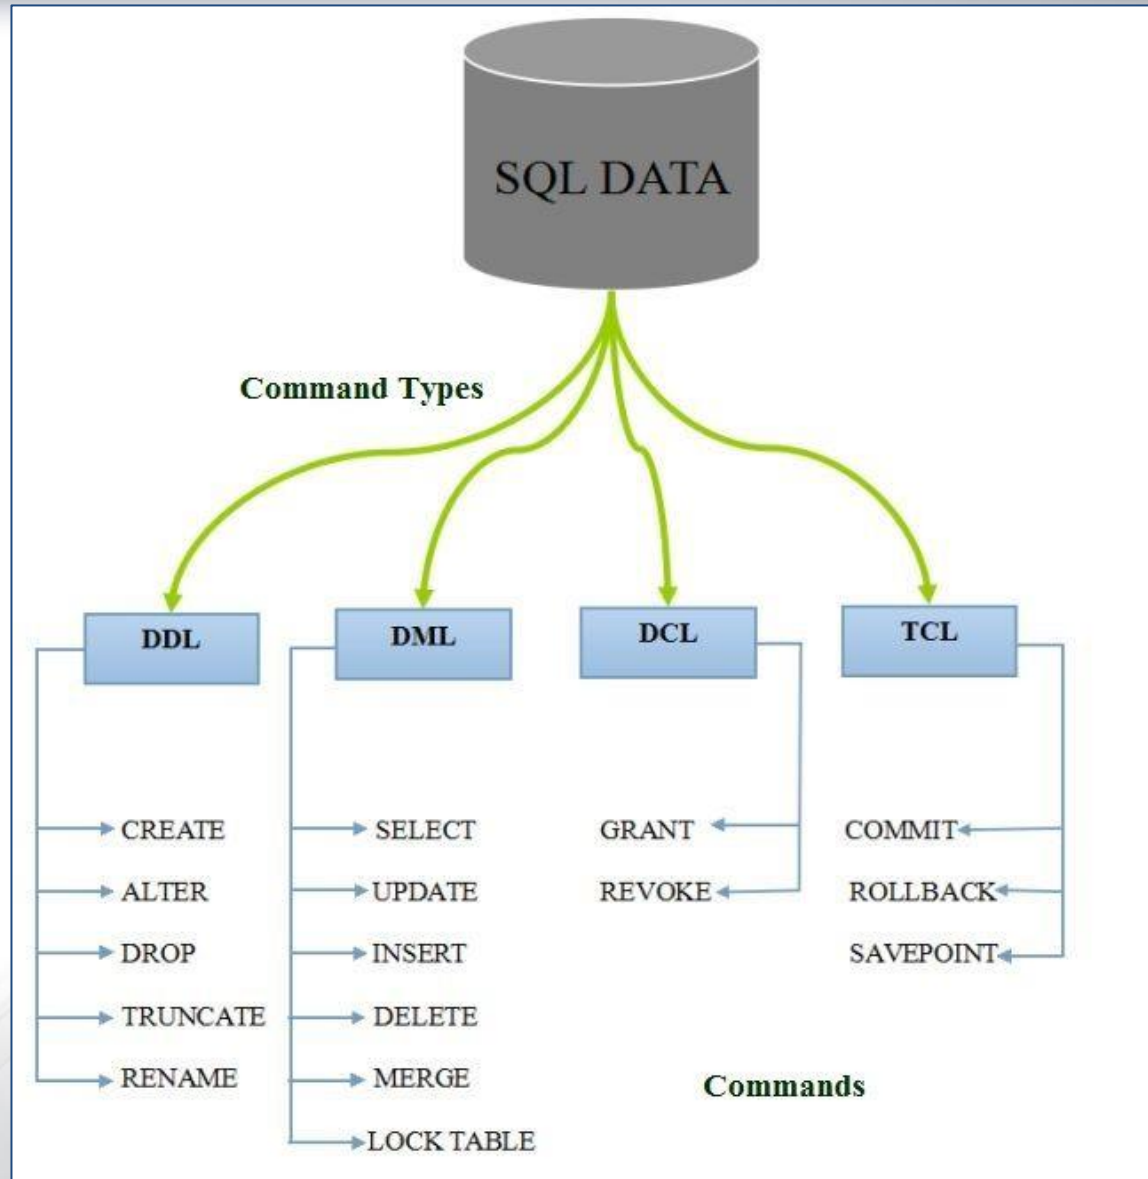 SQL DATA
Command Types
DDL
DML
DCL
TCL
CREATE
ALTER
DROP
TRUNCATE
RENAME
SELECT
UPDATE
INSERT
DELETE
MERGE
LOCK TABLE
GRANT
REVOKE
COMMIT
ROLLBACK
SAVEPOINT
Commands